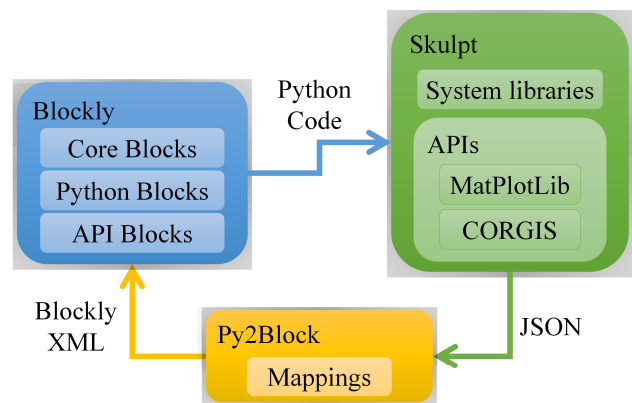 Blockly
Core Blocks
Python Blocks
API Blocks
Python
Code
Skulpt
System libraries
APIs
MatPlotLib
CORGIS
JSON
Py2Block
Mappings
Blockly
XML